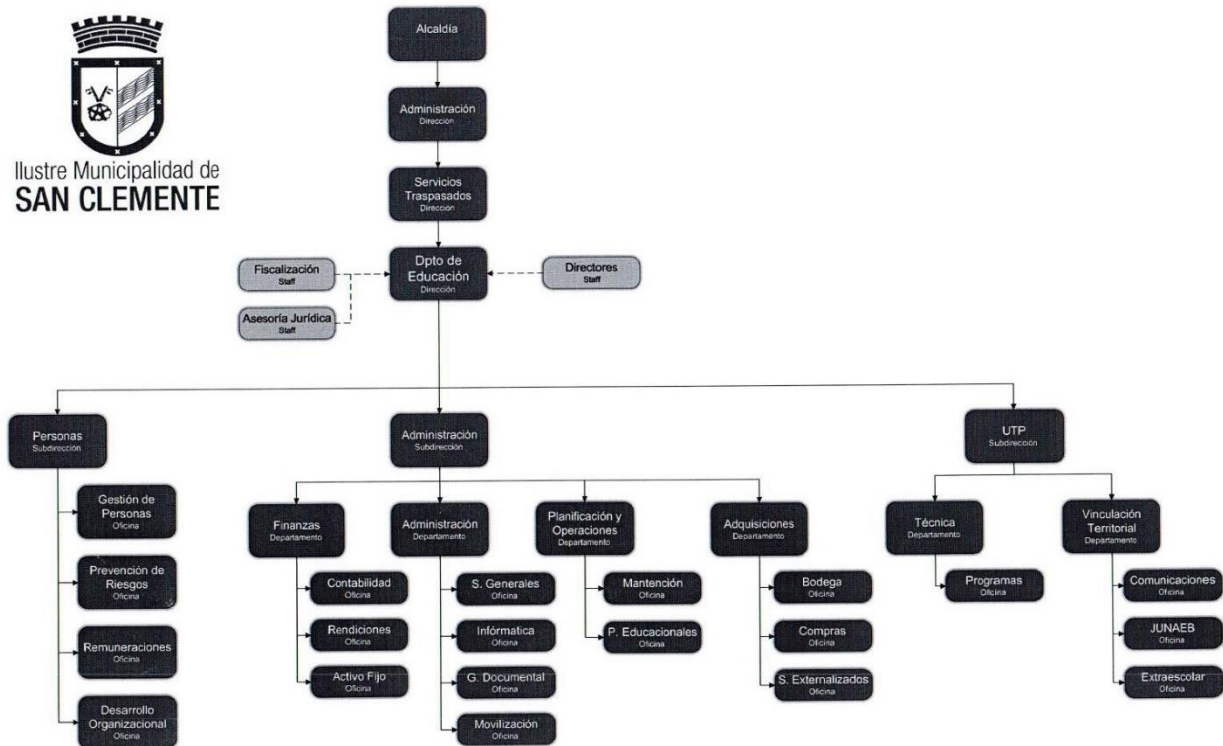 Ilustre Municipalidad de
SAN CLEMENTE
Alcaldía
Administración
Dirección
Servicios
Traspasados
Dirección
Dpto de
Educación
Dirección
Fiscalización
Staff
Asesoría Jurídica
Staff
Directores
Staff
Personas
Subdirección
Administración
Subdirección
UTP
Subdirección
Gestión de
Personas
Oficina
Prevención de
Riesgos
Oficina
Remuneraciones
Oficina
Desarrollo
Organizacional
Oficina
Finanzas
Departamento
Contabilidad
Oficina
Rendiciones
Oficina
Activo Fijo
Oficina
Administración
Departamento
S. Generales
Oficina
Infórmatica
Oficina
G. Documental
Oficina
Movilización
Oficina
Planificación y
Operaciones
Departamento
Mantención
Oficina
P. Educacionales
Oficina
Adquisiciones
Departamento
Bodega
Oficina
Compras
Oficina
S. Externalizados
Oficina
Técnica
Departamento
Programas
Oficina
Vinculación
Territorial
Departamento
Comunicaciones
Oficina
JUNAEB
Oficina
Extraescolar
Oficina